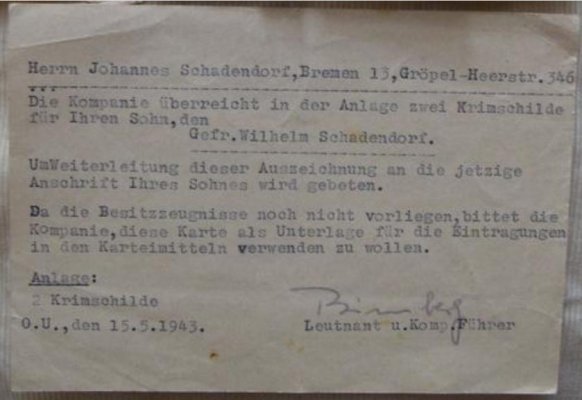 Herrn Johannes Schadendorf,Bremen 13,Gröpel-Heerstr.346
...
Die Kompanie überreicht in der Anlage zwei Krimschilde
für Ihren Sohn,den
Gefr.Wilhelm Schadendorf.
UmWeiterleitung dieser Auszeichnung an die jetzige
Anschrift Ihres Sohnes wird gebeten.
Da die Besitzzeugnisse noch nicht vorliegen,bittet die
Kompanie,diese Karte als Unterlage für die Eintragungen
in den Karteimitteln verwenden zu wollen.
Anlage:
2 Krimschilde
O.U.,den 15.5.1943.
Leutnant u.Komp.Führer